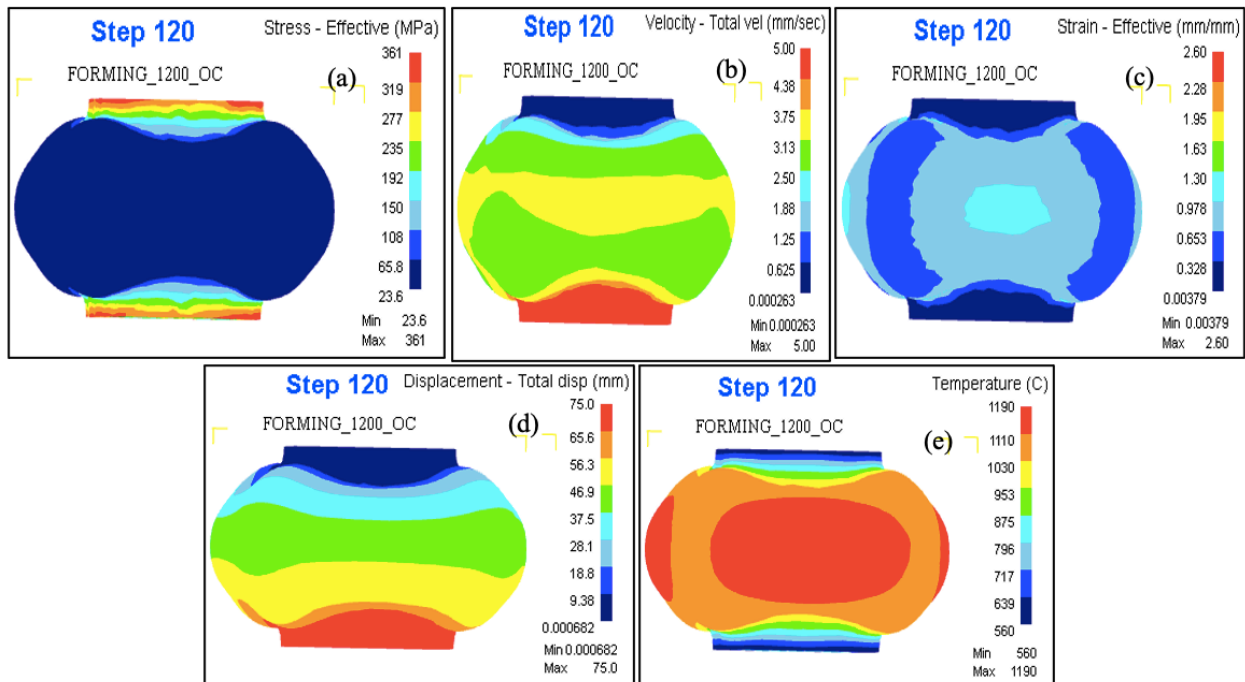 Step 120
Stress - Effective (MPa)
FORMING_1200_OC
(a)
361
319
277
235
192
150
108
65.8
23.6
Min 23.6
Max 361
Step 120
Velocity - Total vel (mm/sec)
FORMING_1200_OC
(b)
5.00
4.38
3.75
3.13
2.50
1.88
1.25
0.625
0.000263
Min 0.000263
Max 5.00
Step 120
Strain - Effective (mm/mm)
FORMING_1200_OC
(c)
2.60
2.28
1.95
1.63
1.30
0.978
0.653
0.328
0.00379
Min 0.00379
Max 2.60
Step 120
Displacement - Total disp (mm)
FORMING_1200_OC
(d)
75.0
65.6
56.3
46.9
37.5
28.1
18.8
9.38
0.000682
Min 0.000682
Max 75.0
Step 120
Temperature (C)
FORMING_1200_OC
(e)
1190
1110
1030
953
875
796
717
639
560
Min 560
Max 1190